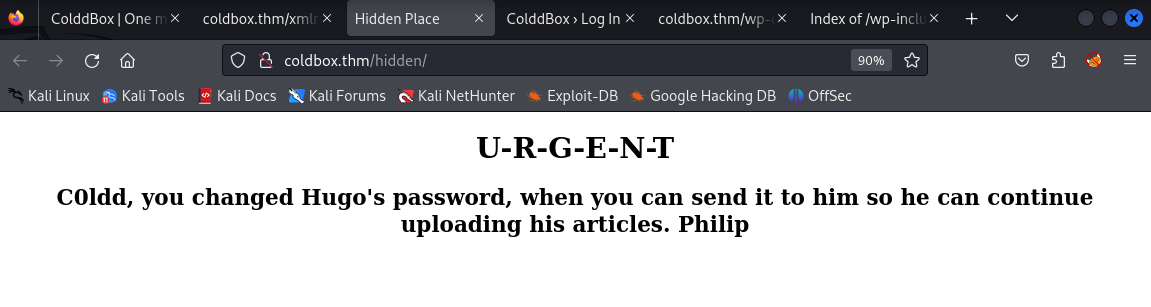 ColddBox | One m
coldbox.thm/xmlr
Hidden Place
ColddBox › Log In
coldbox.thm/wp-c
Index of /wp-inclu
coldbox.thm/hidden/
90%
Kali Linux
Kali Tools
Kali Docs
Kali Forums
Kali NetHunter
Exploit-DB
Google Hacking DB
OffSec
U-R-G-E-N-T
C0ldd, you changed Hugo's password, when you can send it to him so he can continue
uploading his articles. Philip